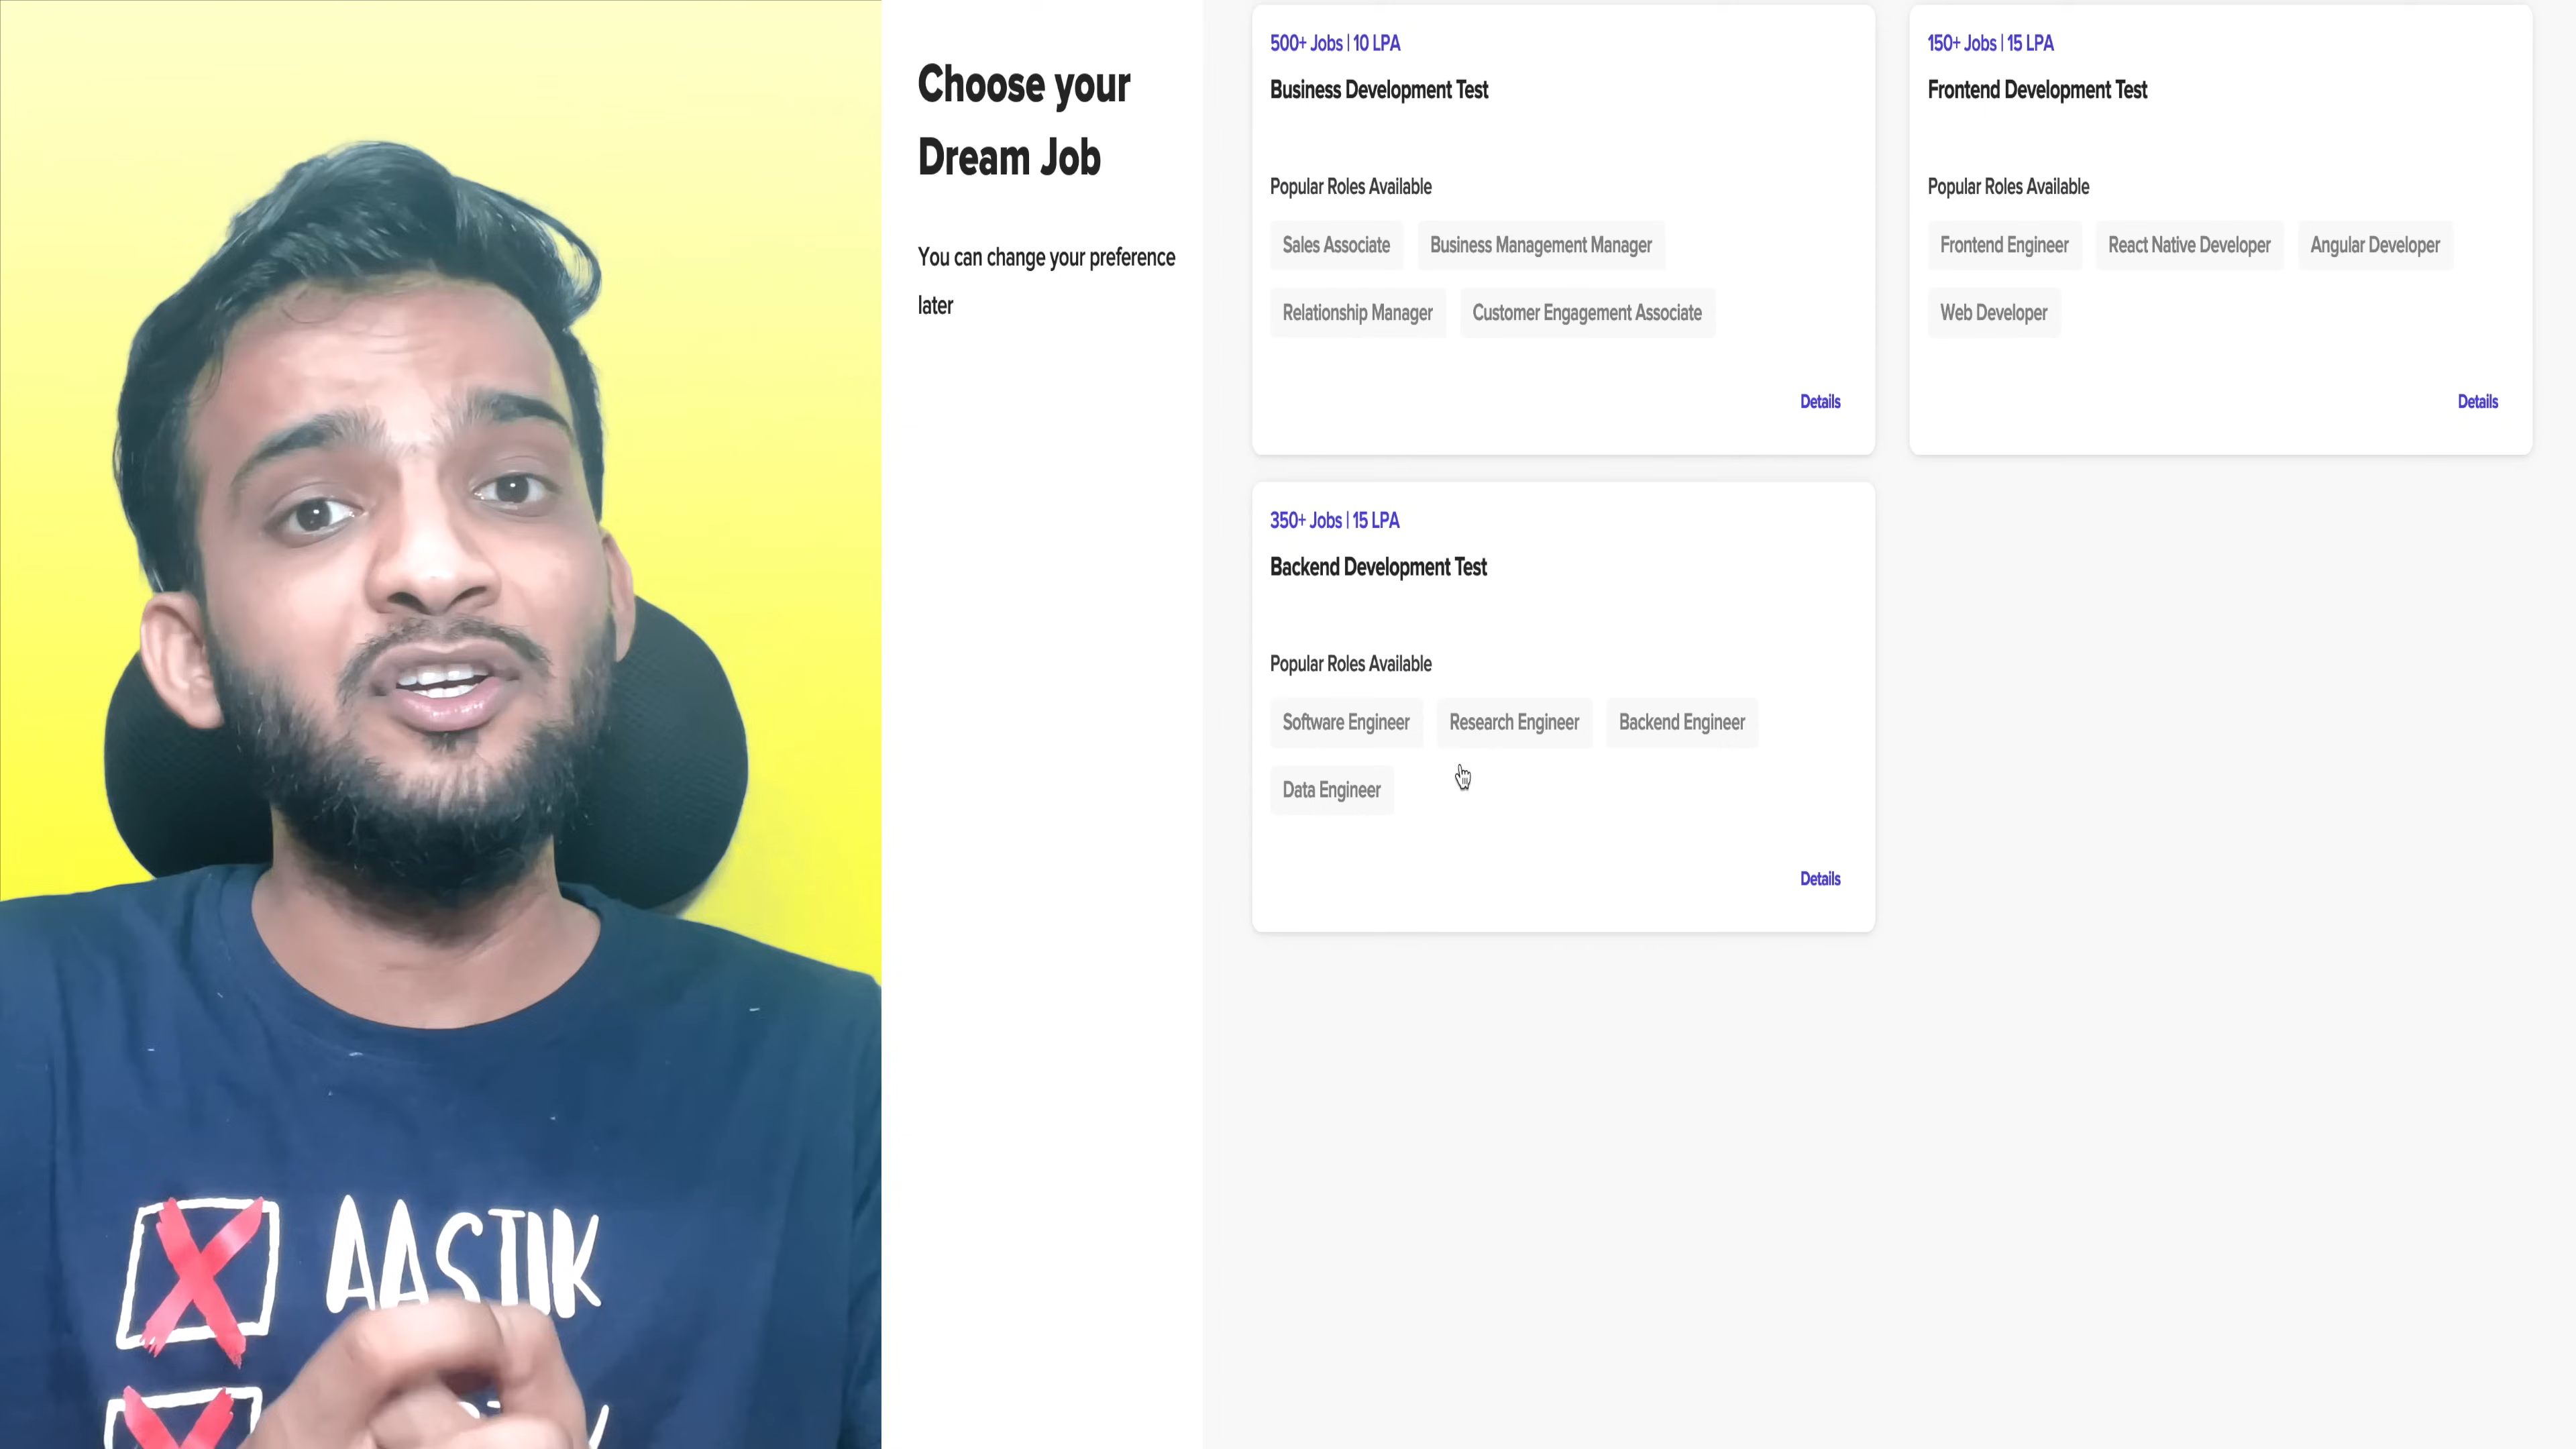 Choose your
Dream Job
You can change your preference
later
500+ Jobs | 10 LPA
Business Development Test
Popular Roles Available
Sales Associate
Business Management Manager
Relationship Manager
Customer Engagement Associate
Details
150+ Jobs | 15 LPA
Frontend Development Test
Popular Roles Available
Frontend Engineer
React Native Developer
Angular Developer
Web Developer
Details
350+ Jobs | 15 LPA
Backend Development Test
Popular Roles Available
Software Engineer
Research Engineer
Backend Engineer
Data Engineer
Details
AASTIK